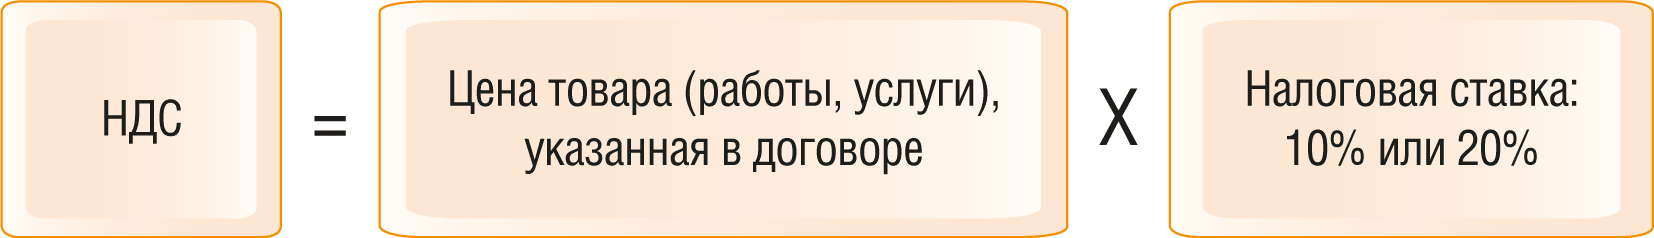 НДС
=
Цена товара (работы, услуги),
указанная в договоре
X
Налоговая ставка:
10% или 20%